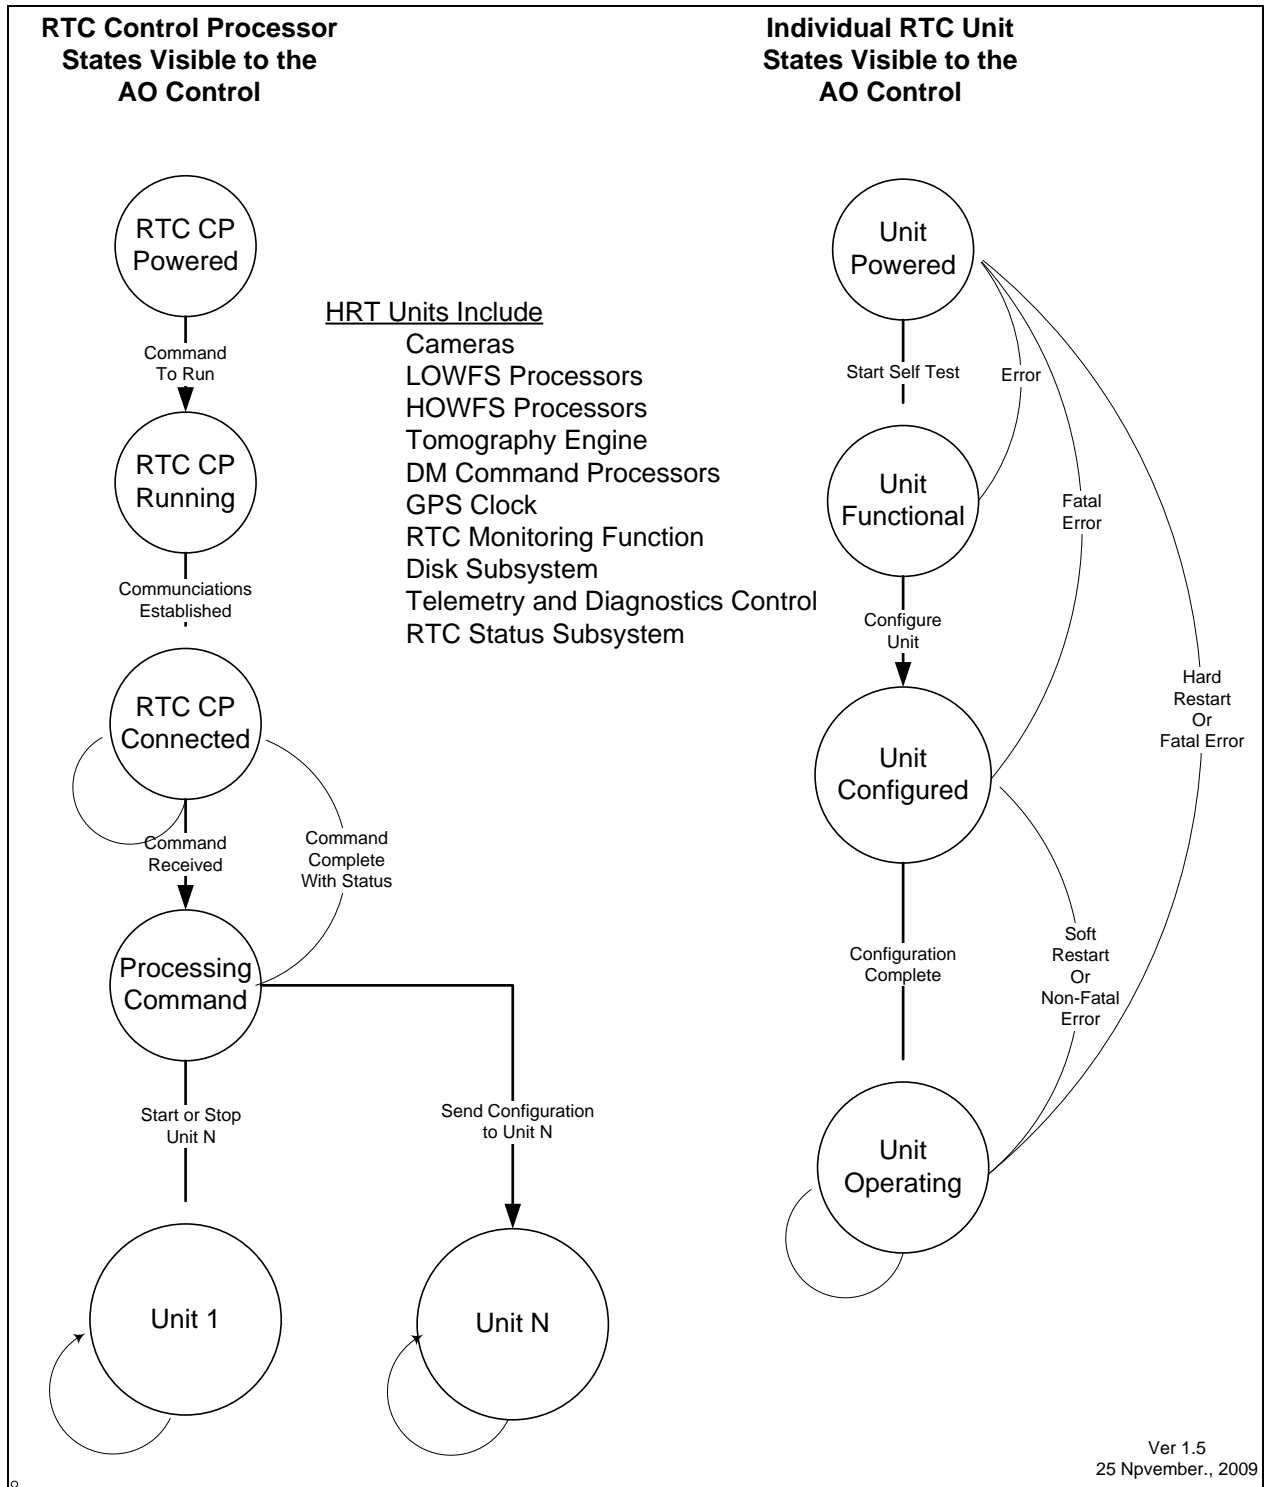 RTC Control Processor
States Visible to the
AO Control
Individual RTC Unit
States Visible to the
AO Control
RTC CP
Powered
Command
To Run
RTC CP
Running
Communciations
Established
RTC CP
Connected
Command
Received
Command
Complete
With Status
Processing
Command
Start or Stop
Unit N
Send Configuration
to Unit N
Unit 1
Unit N
HRT Units Include
Cameras
LOWFS Processors
HOWFS Processors
Tomography Engine
DM Command Processors
GPS Clock
RTC Monitoring Function
Disk Subsystem
Telemetry and Diagnostics Control
RTC Status Subsystem
Unit
Powered
Start Self Test
Error
Unit
Functional
Fatal
Error
Configure
Unit
Hard
Restart
Or
Fatal Error
Unit
Configured
Configuration
Complete
Soft
Restart
Or
Non-Fatal
Error
Unit
Operating
Ver 1.5
25 Npvember., 2009